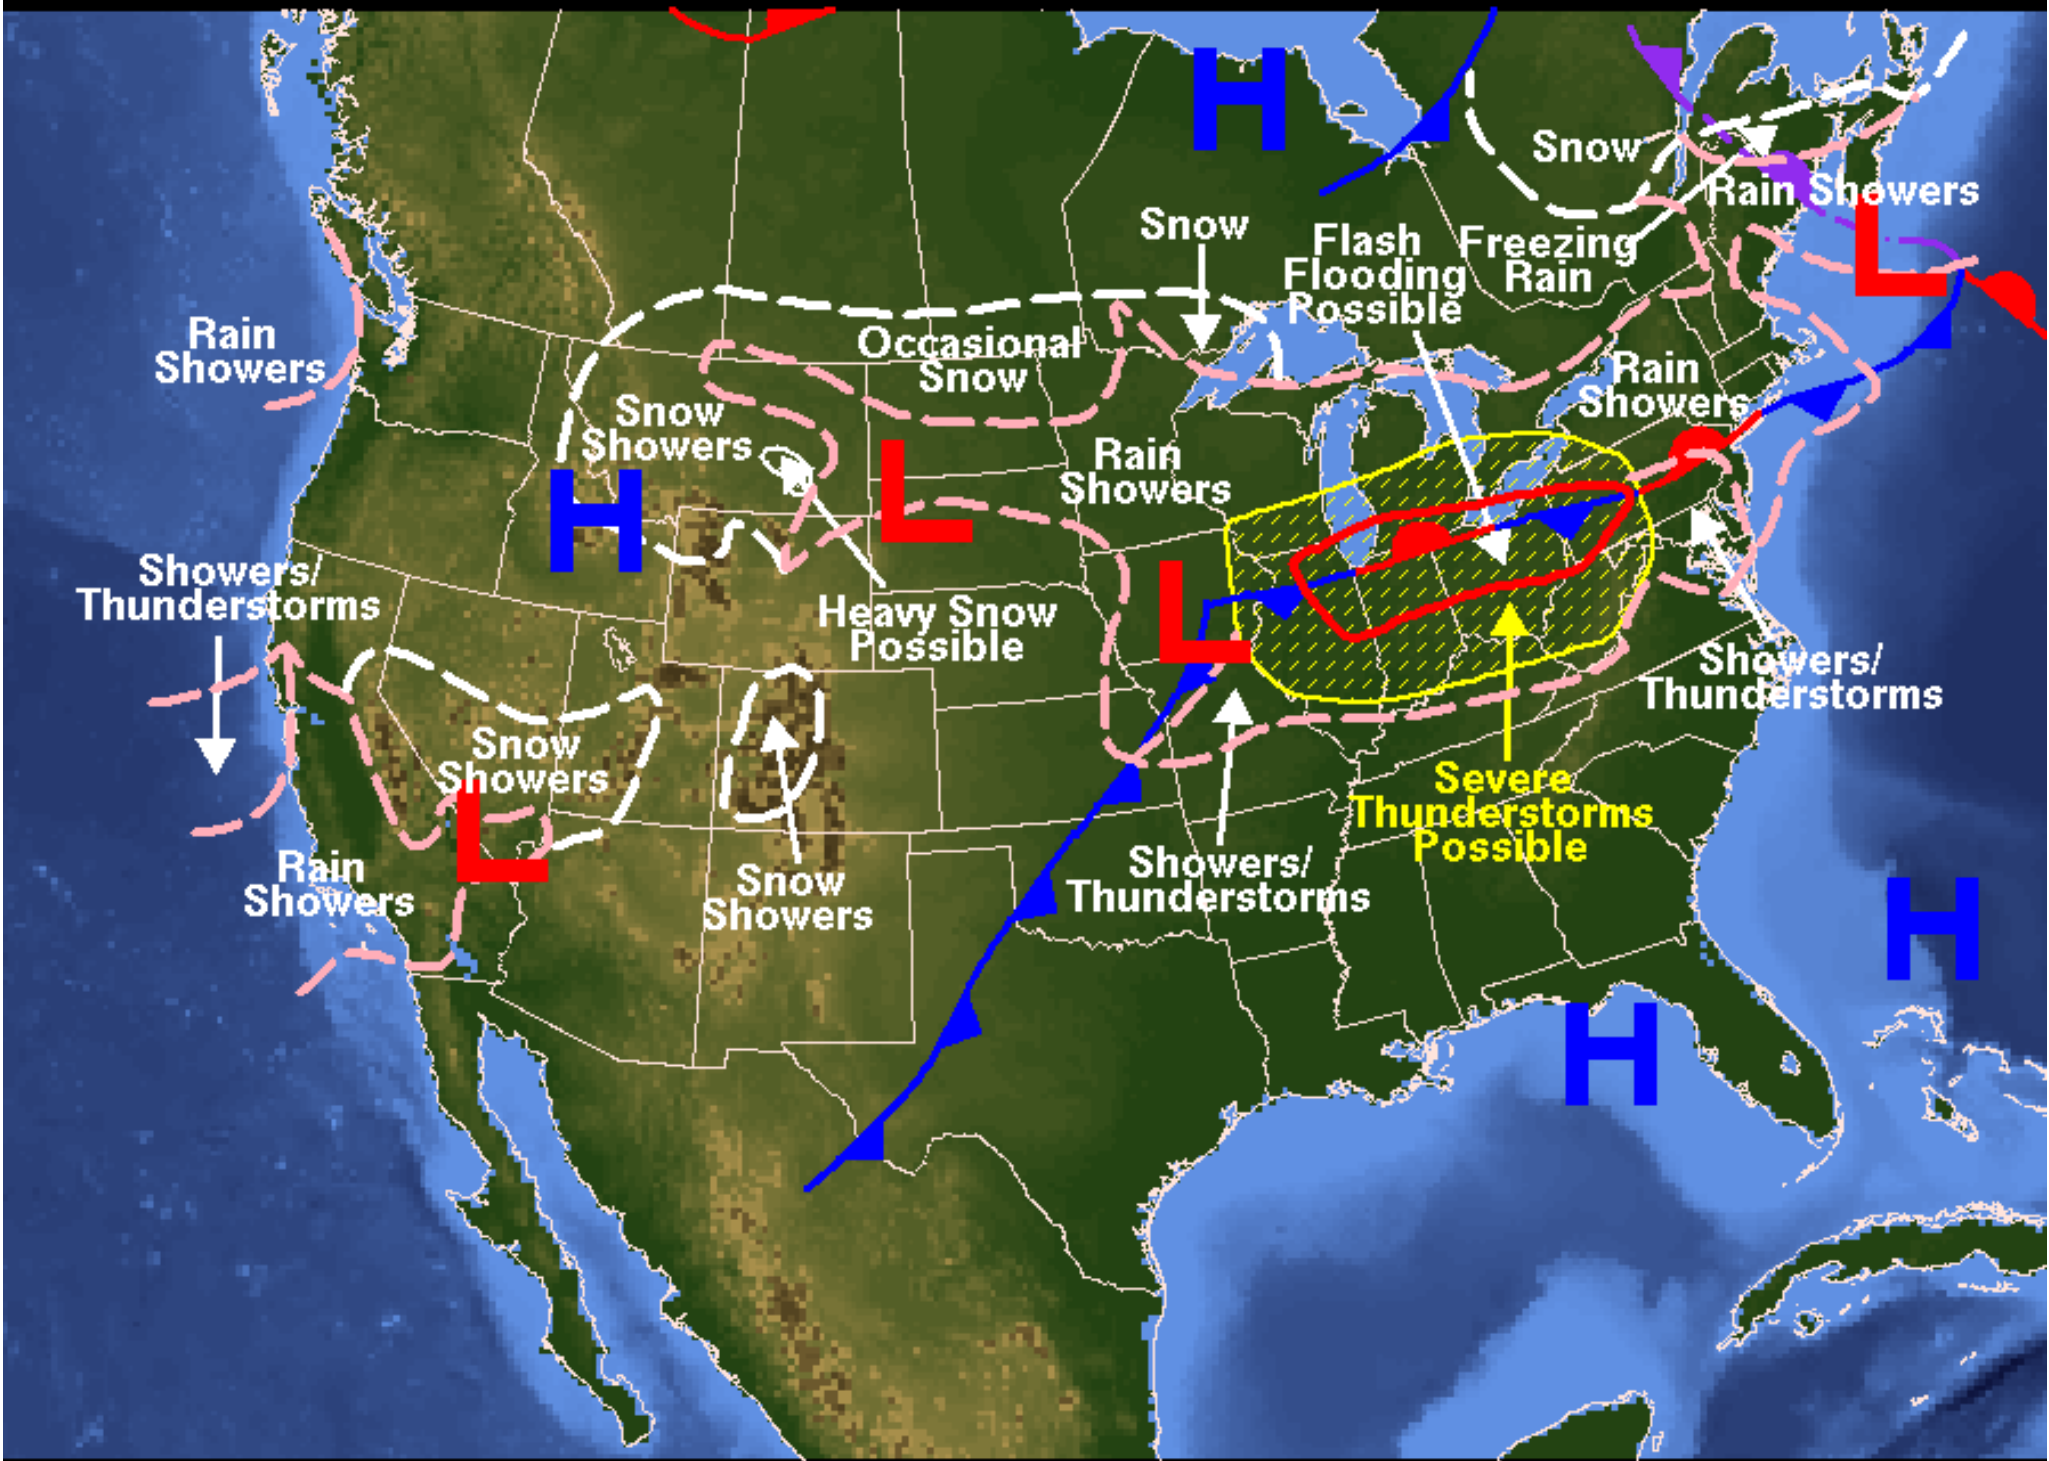 H
Snow
Rain Showers
L
Snow
Flash
Flooding
Possible
Freezing
Rain
Rain
Showers
Occasional
Snow
Rain
Showers
Snow
Showers
Rain
Showers
H
L
Showers/
Thunderstorms
Heavy Snow
Possible
L
Showers/
Thunderstorms
Snow
Showers
L
Severe
Thunderstorms
Possible
Rain
Showers
Snow
Showers
Showers/
Thunderstorms
H
H